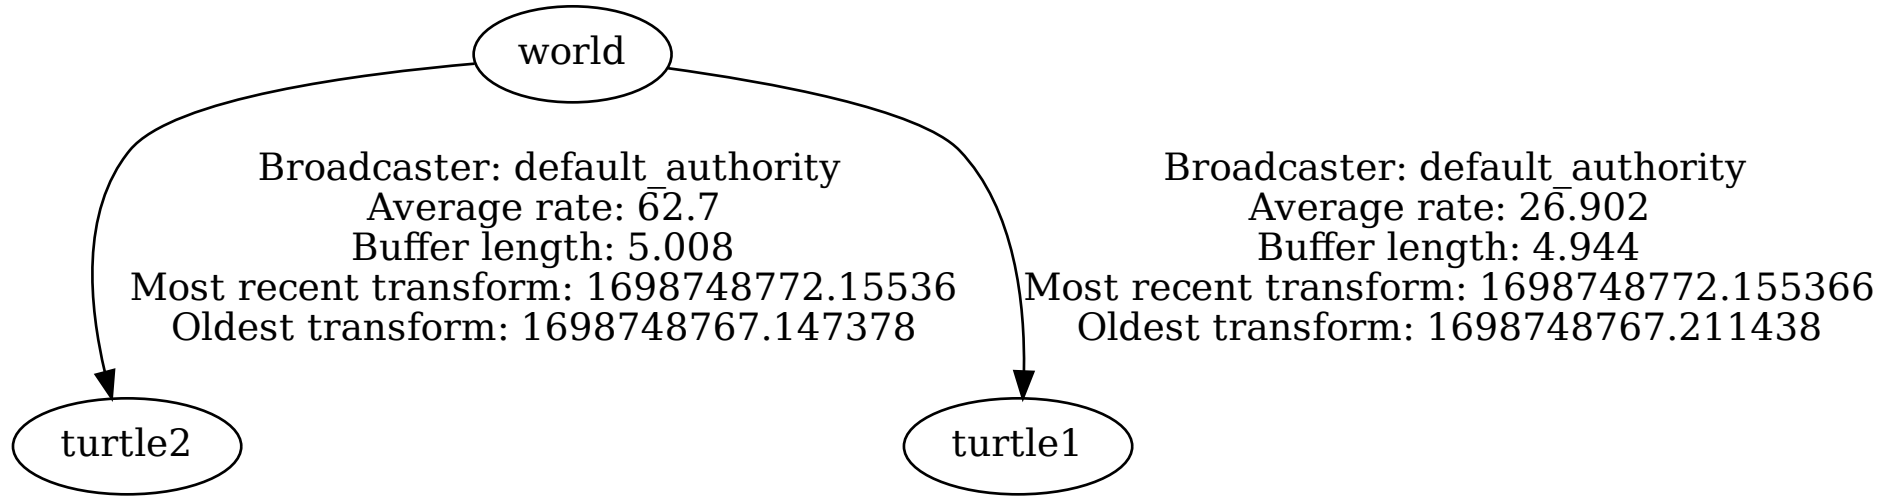 world
Broadcaster: default_authority
Average rate: 62.7
Buffer length: 5.008
Most recent transform: 1698748772.15536
Oldest transform: 1698748767.147378
Broadcaster: default_authority
Average rate: 26.902
Buffer length: 4.944
Most recent transform: 1698748772.155366
Oldest transform: 1698748767.211438
turtle2
turtle1